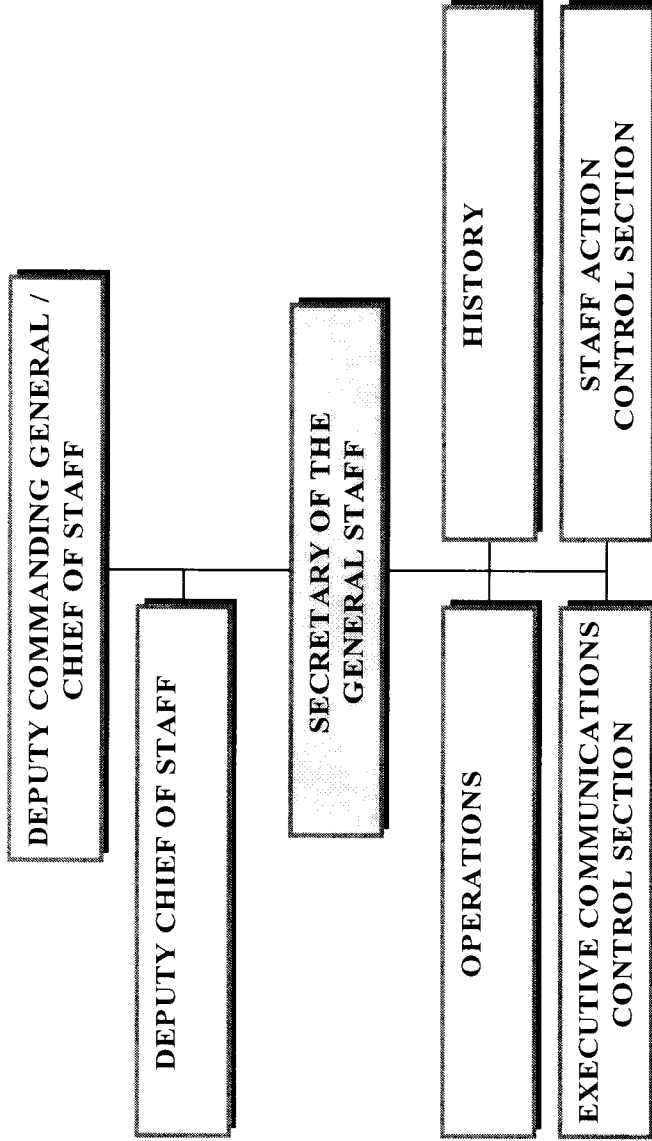 DEPUTY COMMANDING GENERAL /
CHIEF OF STAFF
DEPUTY CHIEF OF STAFF
SECRETARY OF THE
GENERAL STAFF
OPERATIONS
HISTORY
EXECUTIVE COMMUNICATIONS
CONTROL SECTION
STAFF ACTION
CONTROL SECTION